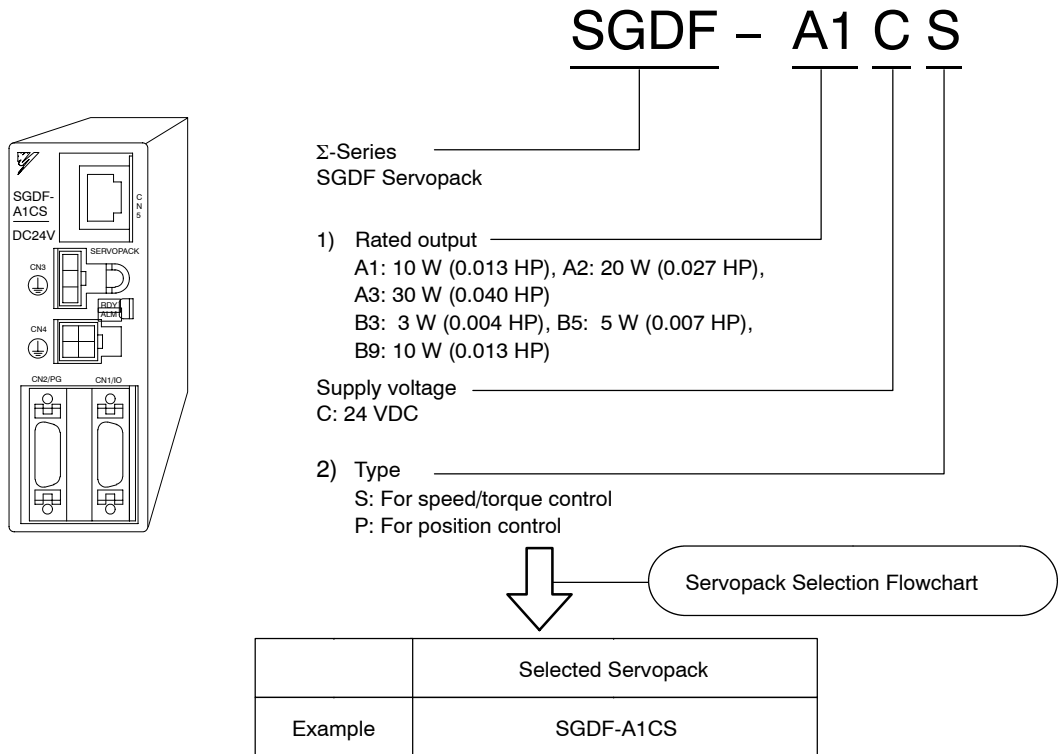 SGDF – A1 C S
SGDF-
A1CS
DC24V
C
N
5
SERVOPACK
CN3
RDY
ALM
CN4
CN2/PG CN1/IO
Σ-Series
SGDF Servopack
1) Rated output
A1: 10 W (0.013 HP), A2: 20 W (0.027 HP),
A3: 30 W (0.040 HP)
B3: 3 W (0.004 HP), B5: 5 W (0.007 HP),
B9: 10 W (0.013 HP)
Supply voltage
C: 24 VDC
2) Type
S: For speed/torque control
P: For position control
Servopack Selection Flowchart
Selected Servopack
Example SGDF-A1CS